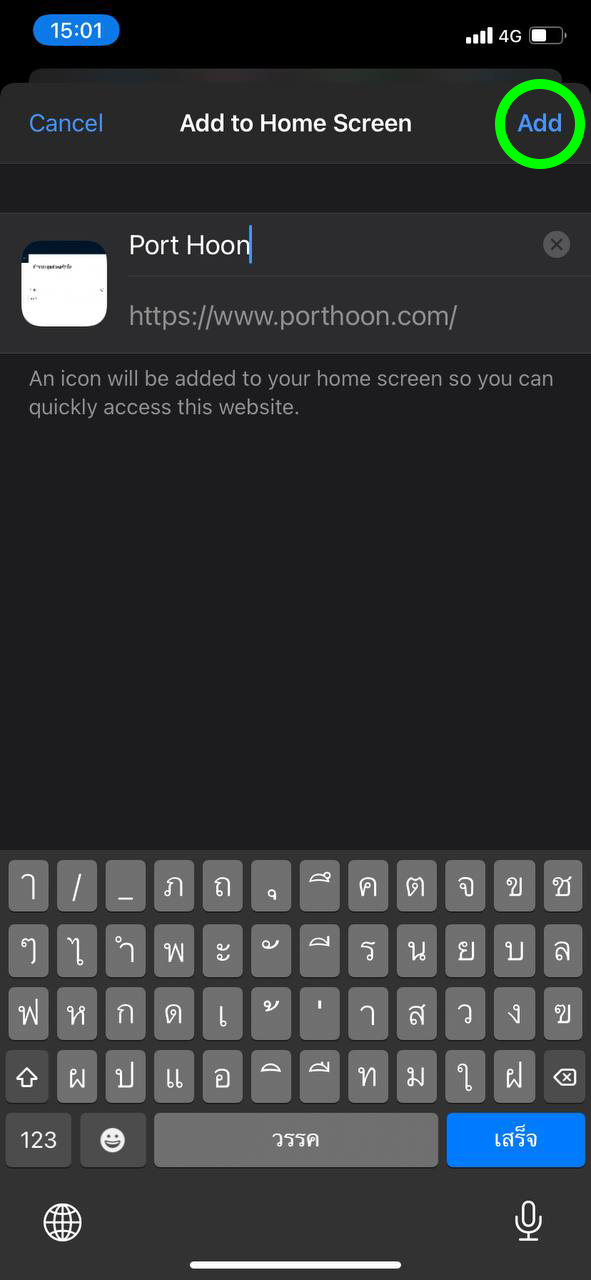 15:01
4G
Cancel
Add to Home Screen
Add
Port Hoon
https://www.porthoon.com/
An icon will be added to your home screen so you can
quickly access this website.
ๅ / _ ภ ถ ุ ึ ค ต จ ข ช
ๆ ไ ำ พ ะ ั ี ร น ย บ ล
ฟ ห ก ด เ ้ ่ า ส ว ง ฃ
ผ ป แ อ ิ ื ท ม ใ ฝ
123
วรรค
เสร็จ